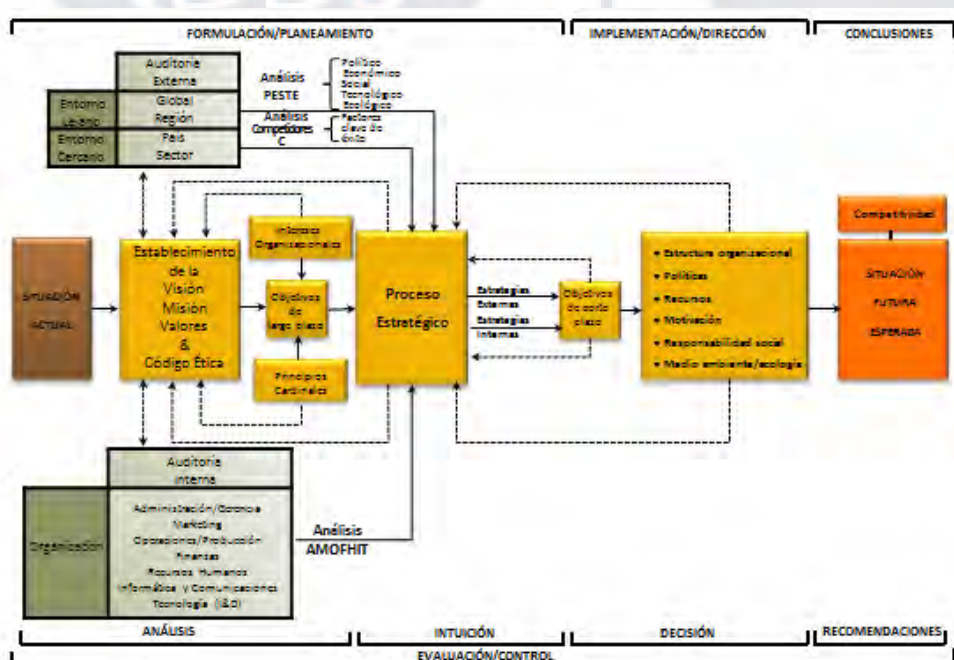 FORMULACIÓN/PLANEAMIENTO
IMPLEMENTACIÓN/DIRECCIÓN
CONCLUSIONES
Auditoría
Externa
Entorno
Lejano
Global
Región
Entorno
Cercano
País
Sector
Análisis
PESTE
Político
Económico
Social
Tecnológico
Ecológico
Análisis
Competidores
C
Factores
clave de
éxito
SITUACIÓN
ACTUAL
Establecimiento
de la
Visión
Misión
Valores
&
Código Ética
Intereses
Organizacionales
Objetivos
de
largo plazo
Principios
Cardinales
Proceso
Estratégico
Estrategias
Externas
Estrategias
Internas
Objetivos
de corto
plazo
• Estructura organizacional
• Políticas
• Recursos
• Motivación
• Responsabilidad social
• Medio ambiente/ecología
Competitividad
SITUACIÓN
FUTURA
ESPERADA
Auditoría
Interna
Organización
Administración/Gerencia
Marketing
Operaciones/Producción
Finanzas
Recursos Humanos
Informática y Comunicaciones
Tecnología (I&D)
Análisis
AMOFHIT
ANÁLISIS
INTUICIÓN
DECISIÓN
RECOMENDACIONES
EVALUACIÓN/CONTROL